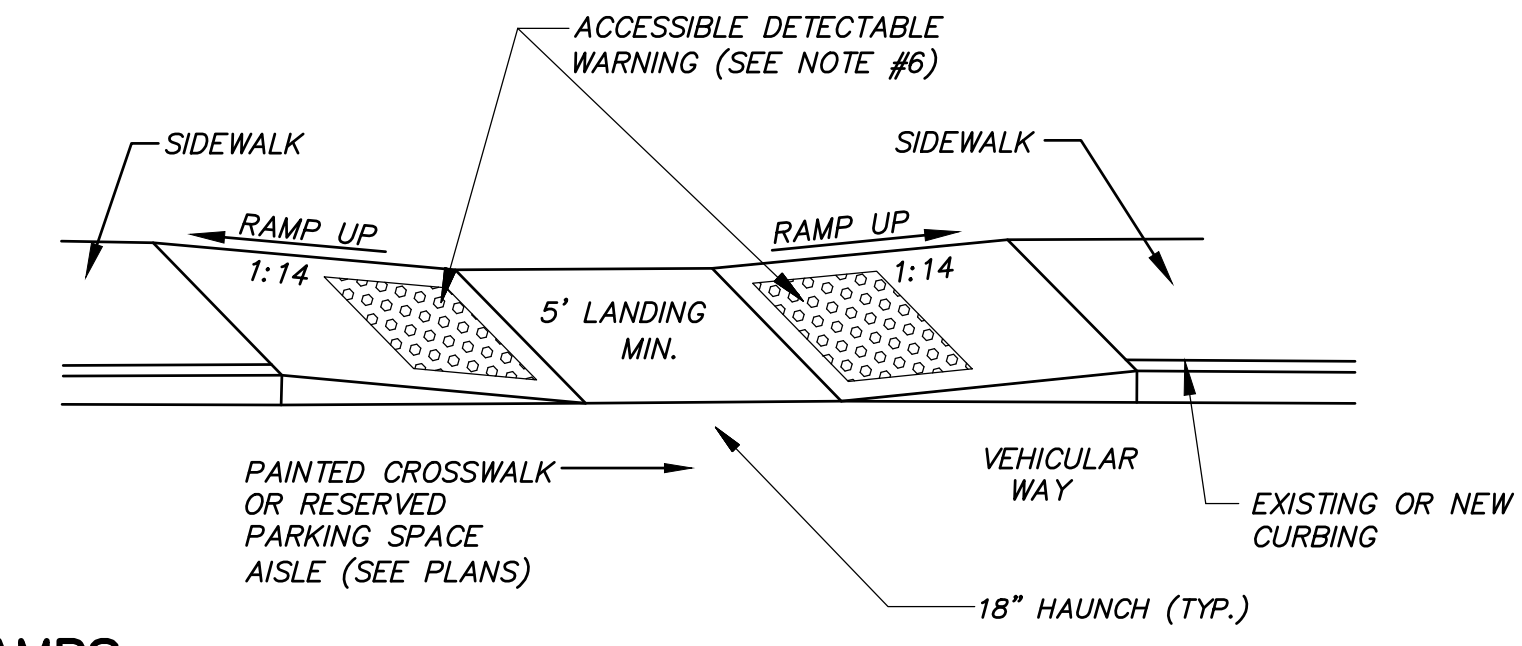 ACCESSIBLE DETECTABLE
WARNING (SEE NOTE #6)
SIDEWALK
SIDEWALK
RAMP UP
1:14
RAMP UP
1:14
5' LANDING
MIN.
PAINTED CROSSWALK
OR RESERVED
PARKING SPACE
AISLE (SEE PLANS)
VEHICULAR
WAY
EXISTING OR NEW
CURBING
18" HAUNCH (TYP.)